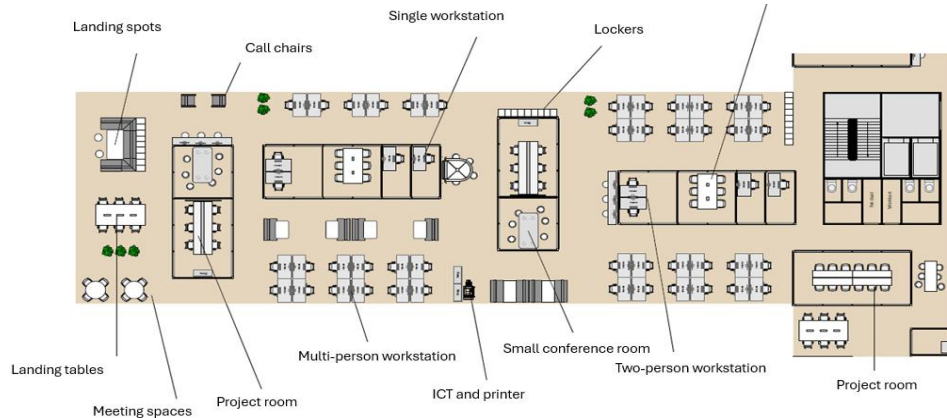 Single workstation
Landing spots
Lockers
Call chairs
Multi-person workstation
Small conference room
Two-person workstation
Landing tables
Project room
ICT and printer
Project room
Meeting spaces